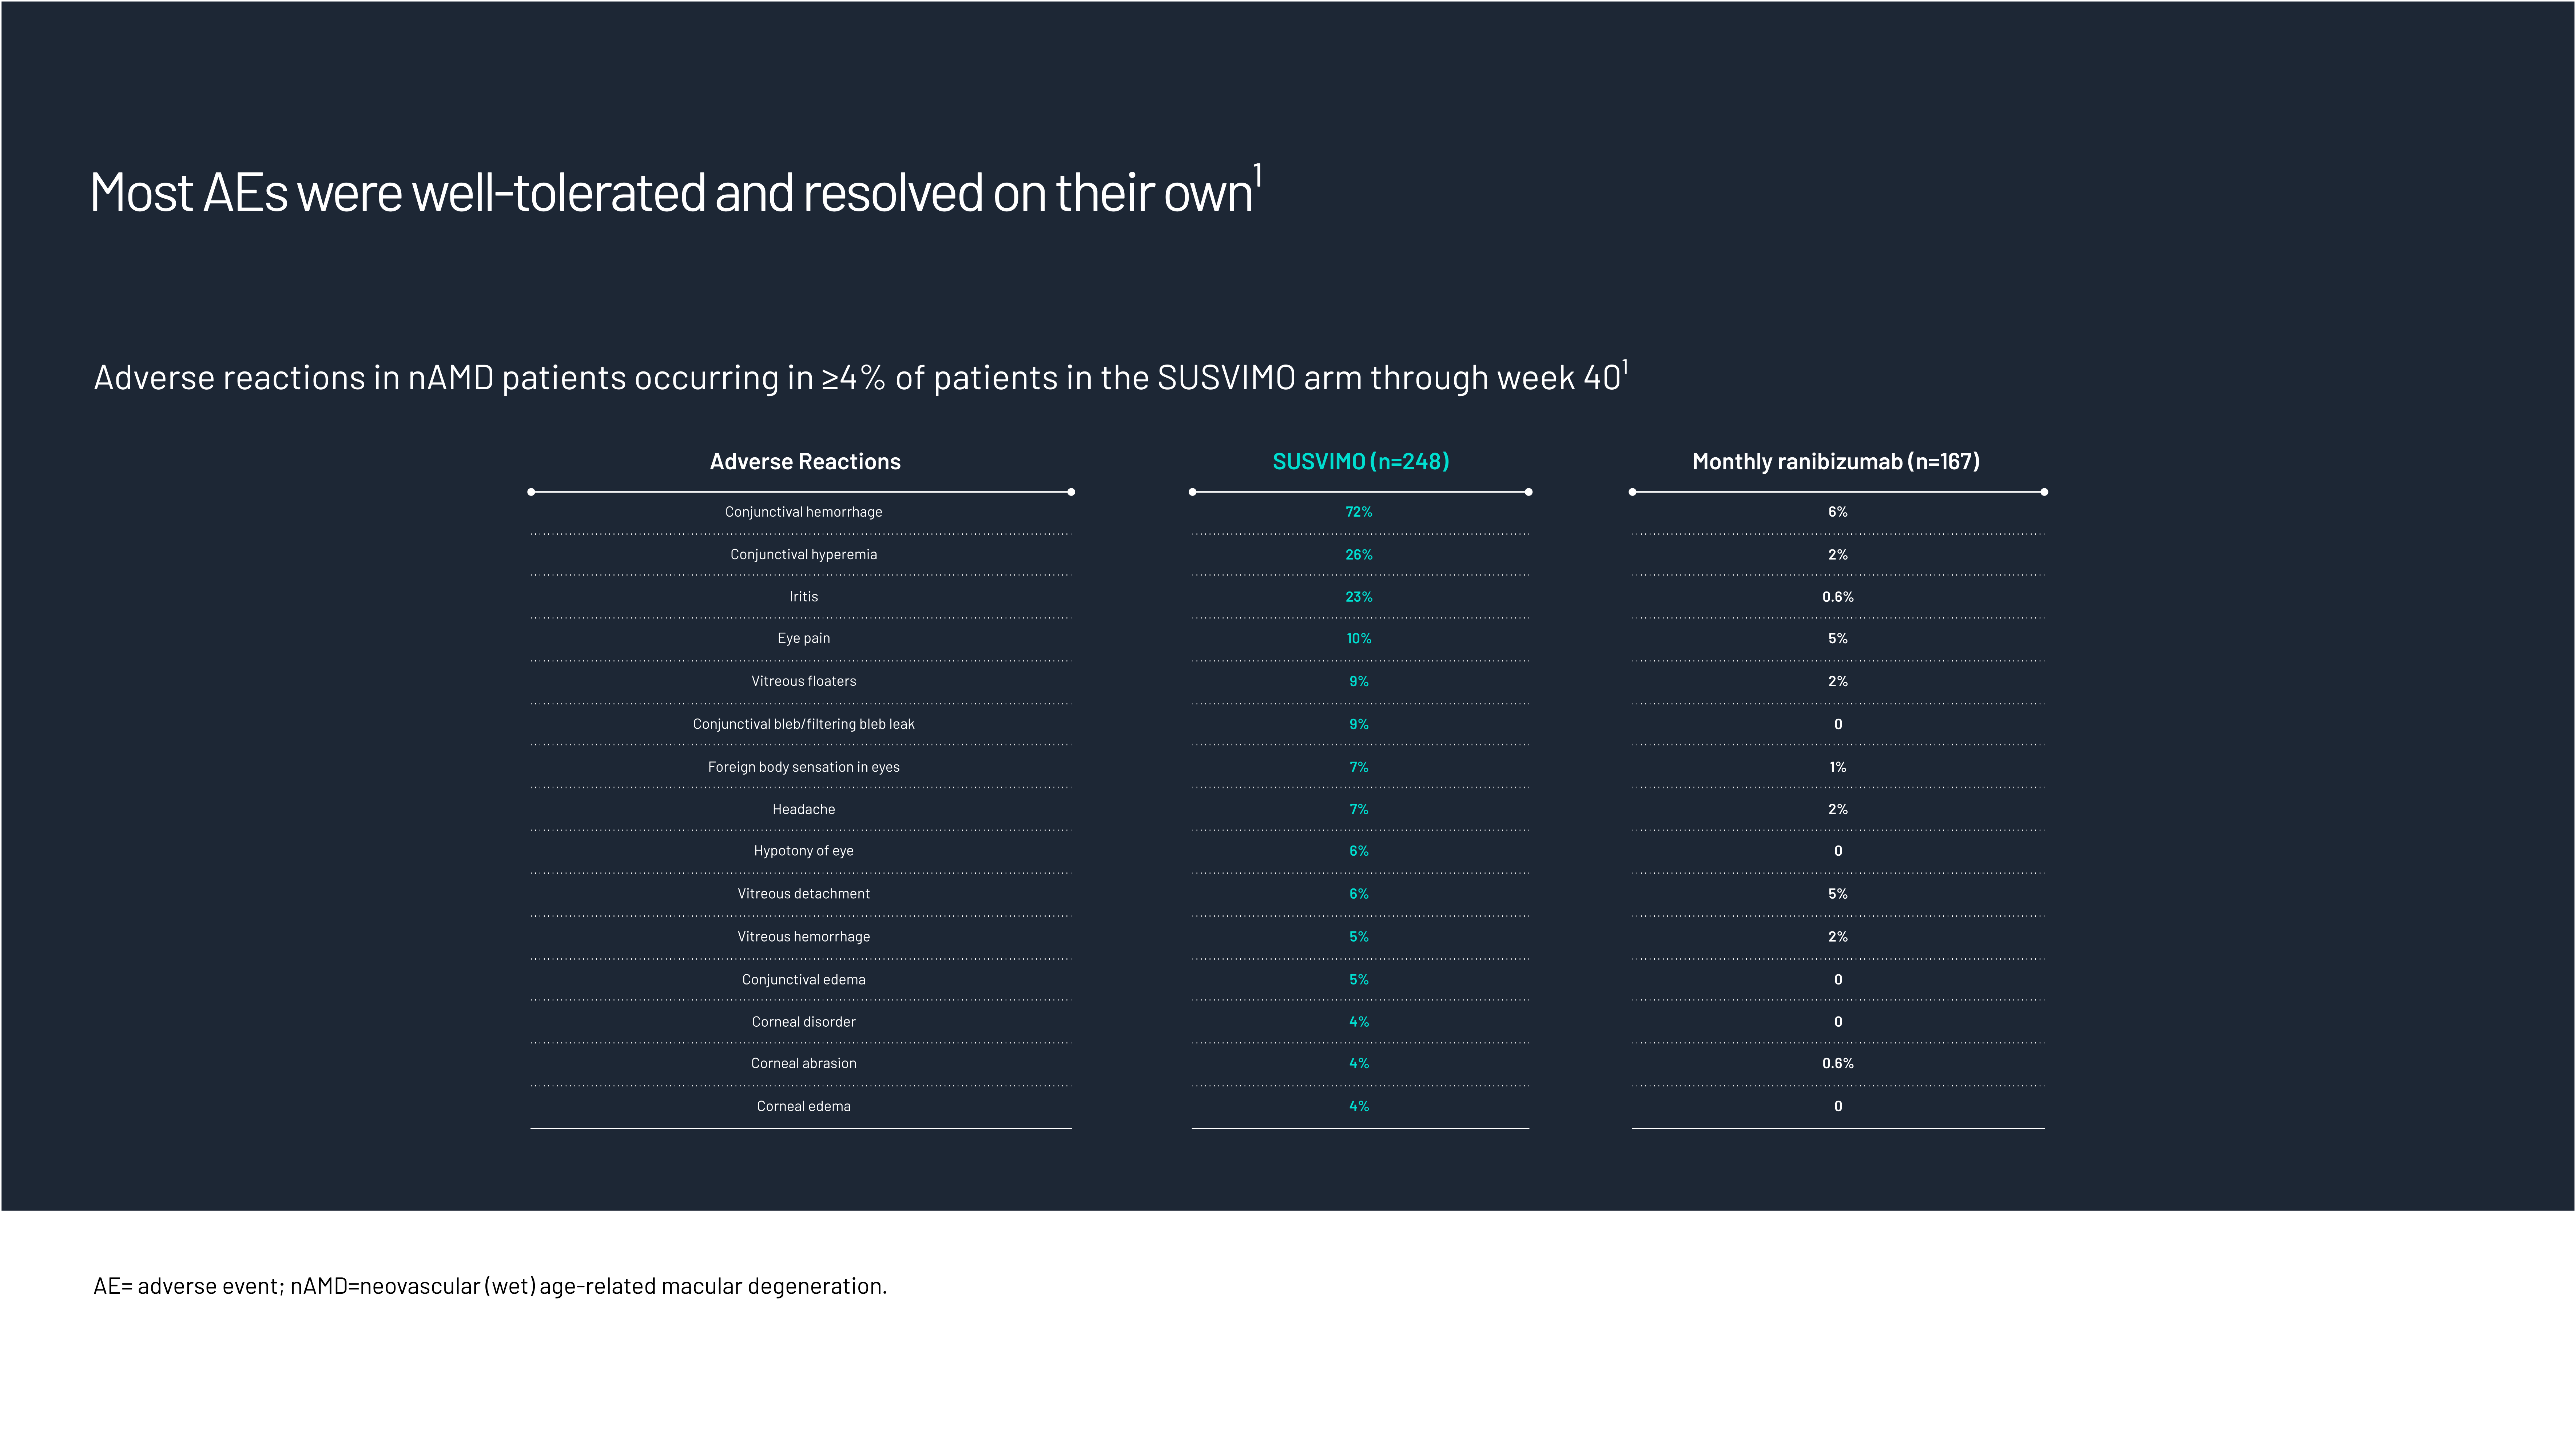 Most AEs were well-tolerated and resolved on their own¹
Adverse reactions in nAMD patients occurring in ≥4% of patients in the SUSVIMO arm through week 40¹
Adverse Reactions SUSVIMO (n=248) Monthly ranibizumab (n=167)
Conjunctival hemorrhage 72% 6%
Conjunctival hyperemia 26% 2%
Iritis 23% 0.6%
Eye pain 10% 5%
Vitreous floaters 9% 2%
Conjunctival bleb/filtering bleb leak 9% 0
Foreign body sensation in eyes 7% 1%
Headache 7% 2%
Hypotony of eye 6% 0
Vitreous detachment 6% 5%
Vitreous hemorrhage 5% 2%
Conjunctival edema 5% 0
Corneal disorder 4% 0
Corneal abrasion 4% 0.6%
Corneal edema 4% 0
AE= adverse event; nAMD=neovascular (wet) age-related macular degeneration.